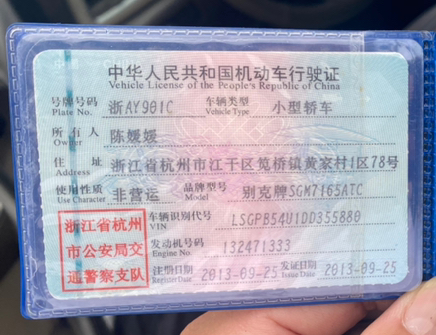 中华人民共和国机动车行驶证
Vehicle License of the People's Republic of China
号牌号码 浙AY901C 车辆类型 小型轿车
Plate No. Vehicle Type
所有人 陈媛媛
Owner
住址 浙江省杭州市江干区笕桥镇黄家村1区78号
Address
使用性质 非营运 品牌型号 别克牌SGM7165ATC
Use Character Model
浙江省杭州
市公安局交
通警察支队
车辆识别代号 LSGPB54U1DD355880
VIN
发动机号码 132471333
Engine No.
注册日期 2013-09-25 发证日期 2013-09-25
Register Date Issue Date